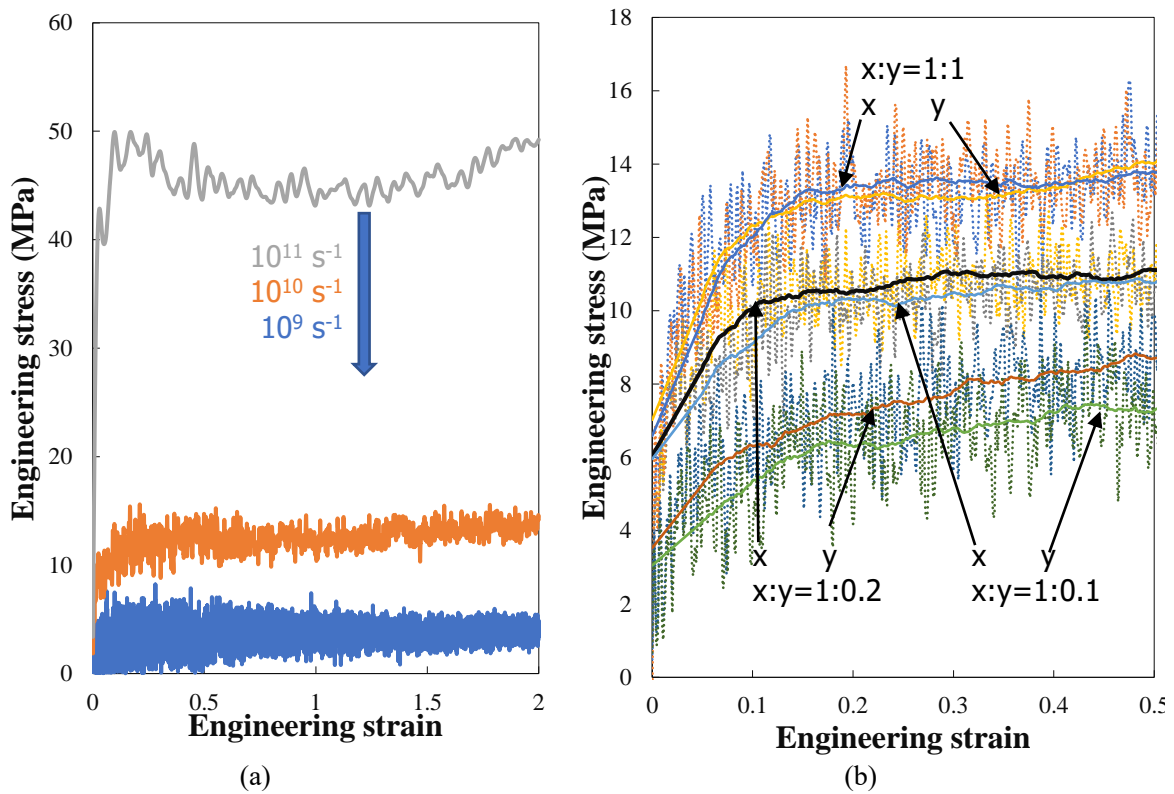 60
50
40
30
20
10
0
Engineering stress (MPa)
10¹¹ s⁻¹
10¹⁰ s⁻¹
10⁹ s⁻¹
0 0.5 1 1.5 2
Engineering strain
(a)
18
16
14
12
10
8
6
4
2
0
Engineering stress (MPa)
x:y=1:1
x y
x y x y
x:y=1:0.2 x:y=1:0.1
0 0.1 0.2 0.3 0.4 0.5
Engineering strain
(b)